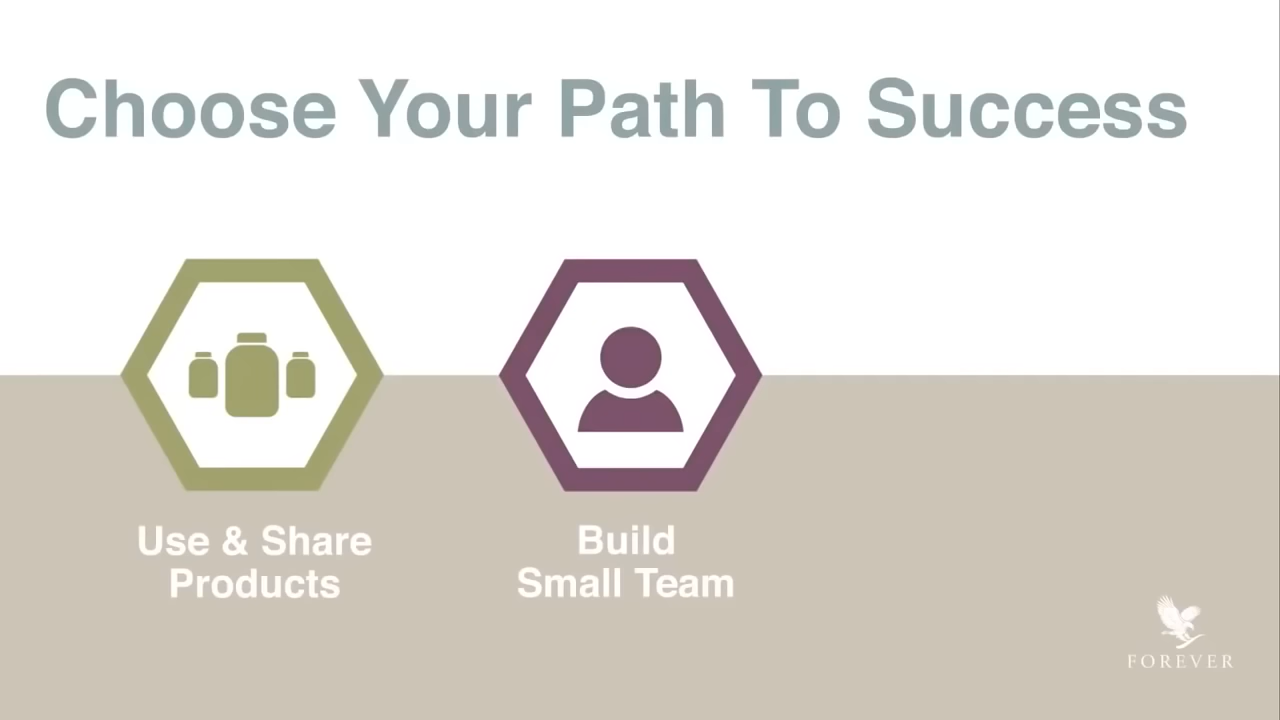 Choose Your Path To Success
Use & Share
Products
Build
Small Team
FOREVER